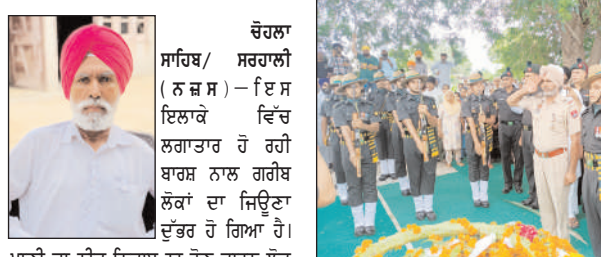 ਚੋਹਲਾ
ਸਾਹਿਬ/ ਸਰਹਾਲੀ
(ਨਜ਼ਸ)—ਇਸ
ਇਲਾਕੇ ਵਿੱਚ
ਲਗਾਤਾਰ ਹੋ ਰਹੀ
ਬਾਰਸ਼ ਨਾਲ ਗਰੀਬ
ਲੋਕਾਂ ਦਾ ਜਿਊਣਾ
ਦੁੱਭਰ ਹੋ ਗਿਆ ਹੈ।